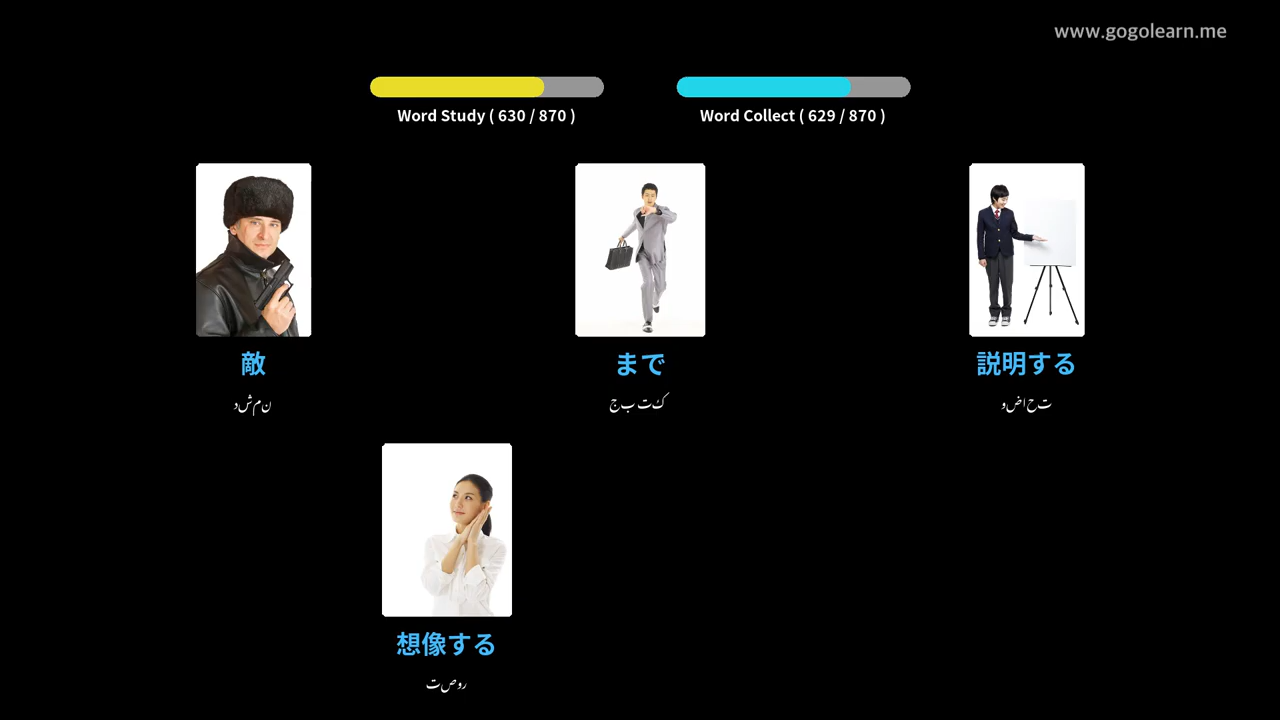 www.gogolearn.me
Word Study ( 630 / 870 )
Word Collect ( 629 / 870 )
敵
まで
説明する
دشمن
جب تک
وضاحت
想像する
تصور